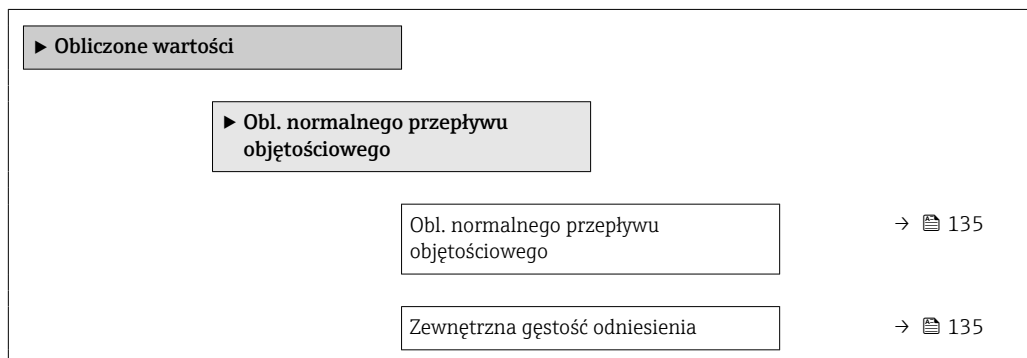 ▶ Obliczone wartości
▶ Obl. normalnego przepływu
objętościowego
Obl. normalnego przepływu
objętościowego
→ 135
Zewnętrzna gęstość odniesienia
→ 135